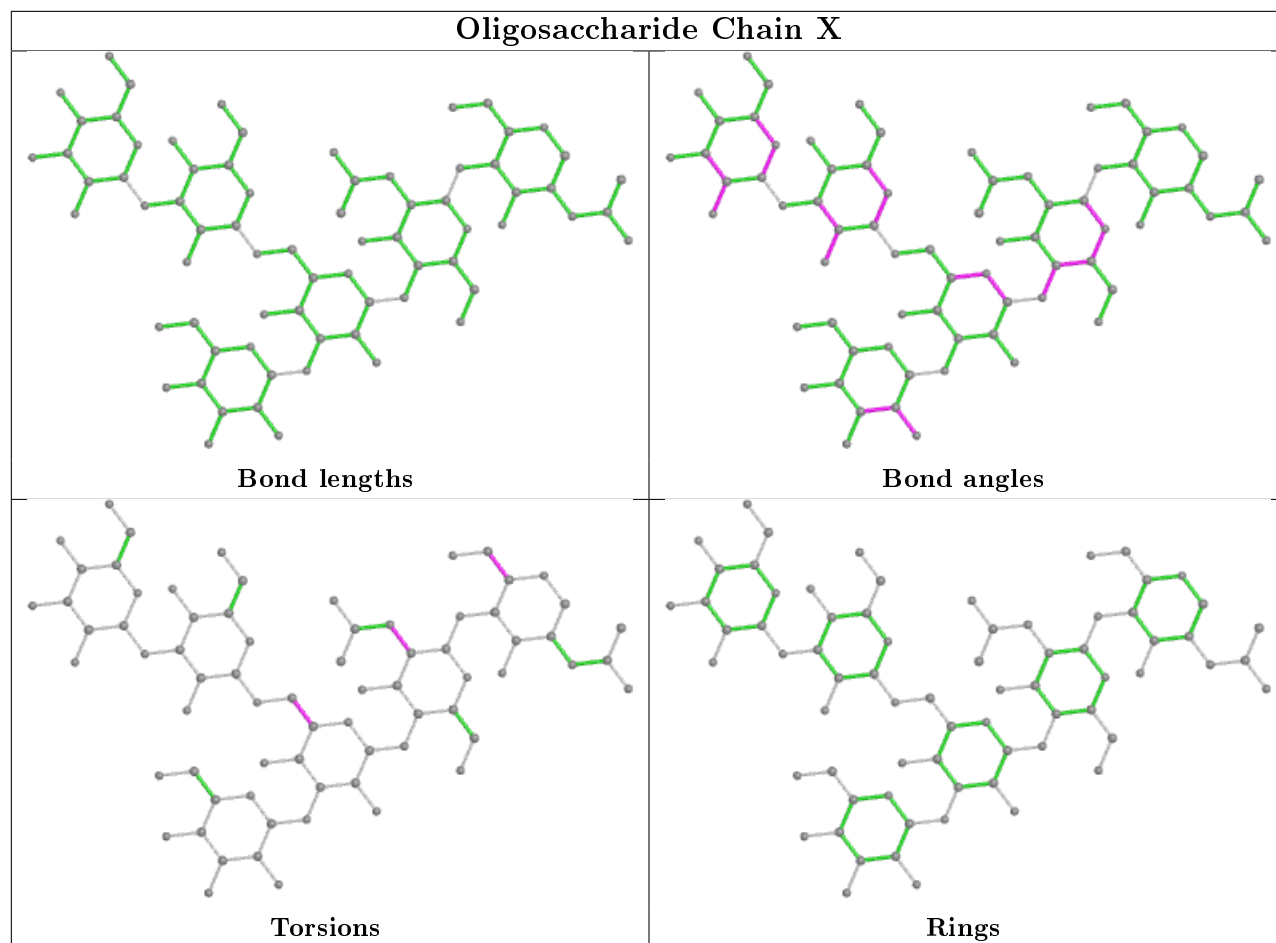 Oligosaccharide Chain X
Bond lengths
Bond angles
Torsions
Rings